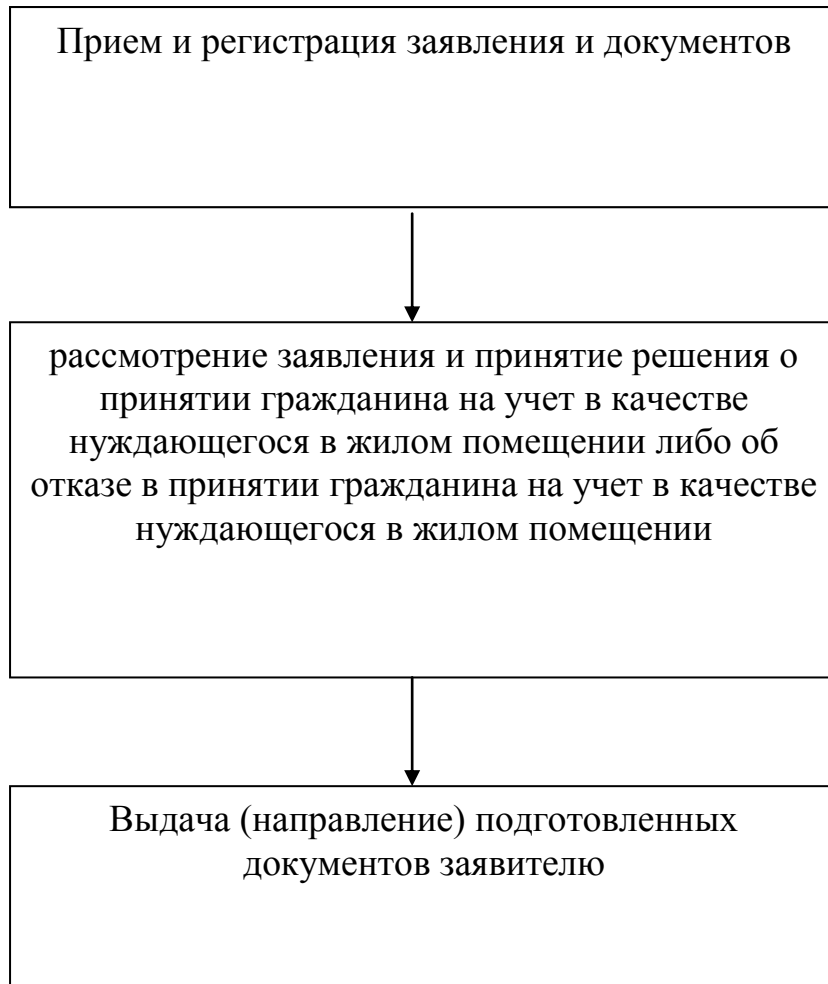 Прием и регистрация заявления и документов
рассмотрение заявления и принятие решения о
принятии гражданина на учет в качестве
нуждающегося в жилом помещении либо об
отказе в принятии гражданина на учет в качестве
нуждающегося в жилом помещении
Выдача (направление) подготовленных
документов заявителю